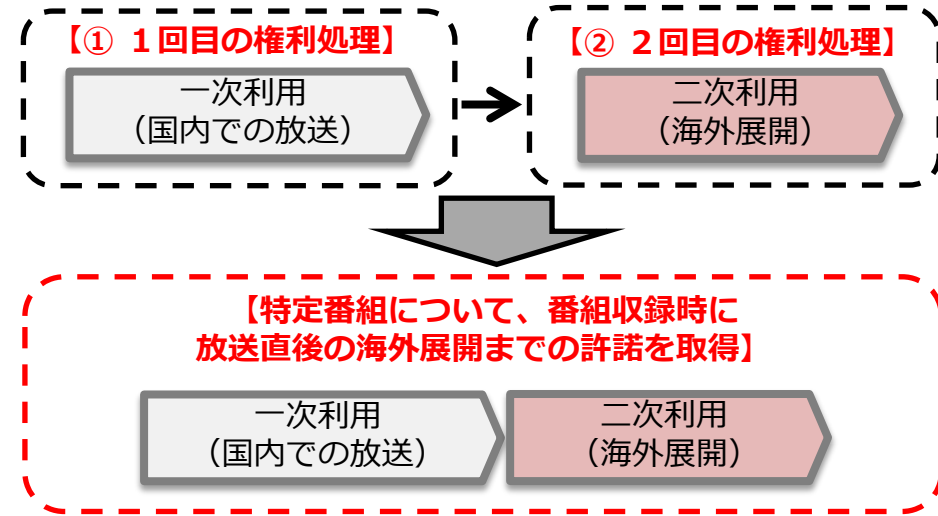 【① １回目の権利処理】
一次利用
（国内での放送）
【② ２回目の権利処理】
二次利用
（海外展開）
【特定番組について、番組収録時に
放送直後の海外展開までの許諾を取得】
一次利用
（国内での放送）
二次利用
（海外展開）